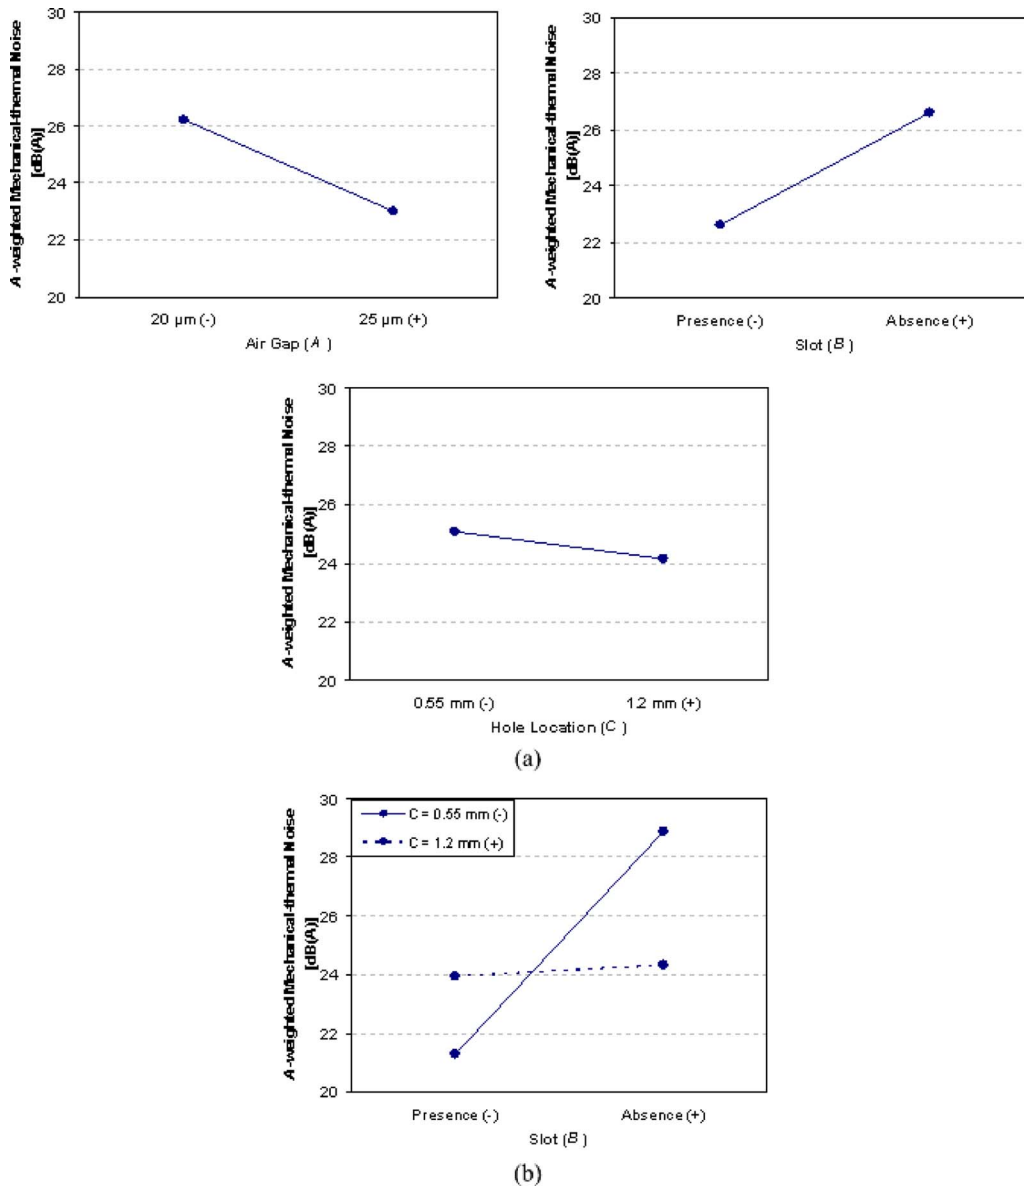 A-weighted Mechanical-thermal Noise
[dB(A)]
30
28
26
24
22
20
20 µm (-) 25 µm (+)
Air Gap (A )
A-weighted Mechanical-thermal Noise
[dB(A)]
30
28
26
24
22
20
Presence (-) Absence (+)
Slot (B )
A-weighted Mechanical-thermal Noise
[dB(A)]
30
28
26
24
22
20
0.55 mm (-) 1.2 mm (+)
Hole Location (C )
(a)
A-weighted Mechanical-thermal Noise
[dB(A)]
30
28
26
24
22
20
C = 0.55 mm (-)
C = 1.2 mm (+)
Presence (-) Absence (+)
Slot (B )
(b)